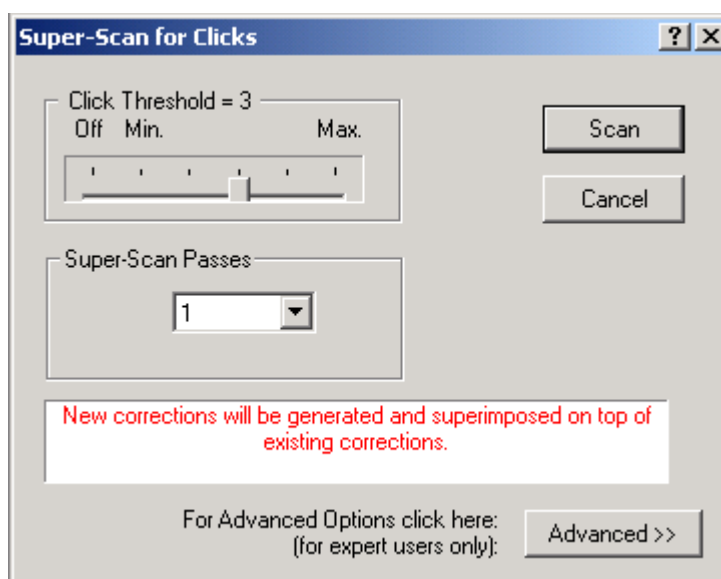 Super-Scan for Clicks
Click Threshold = 3
Off Min. Max.
Scan
Cancel
Super-Scan Passes
1
New corrections will be generated and superimposed on top of
existing corrections.
For Advanced Options click here:
(for expert users only):
Advanced >>